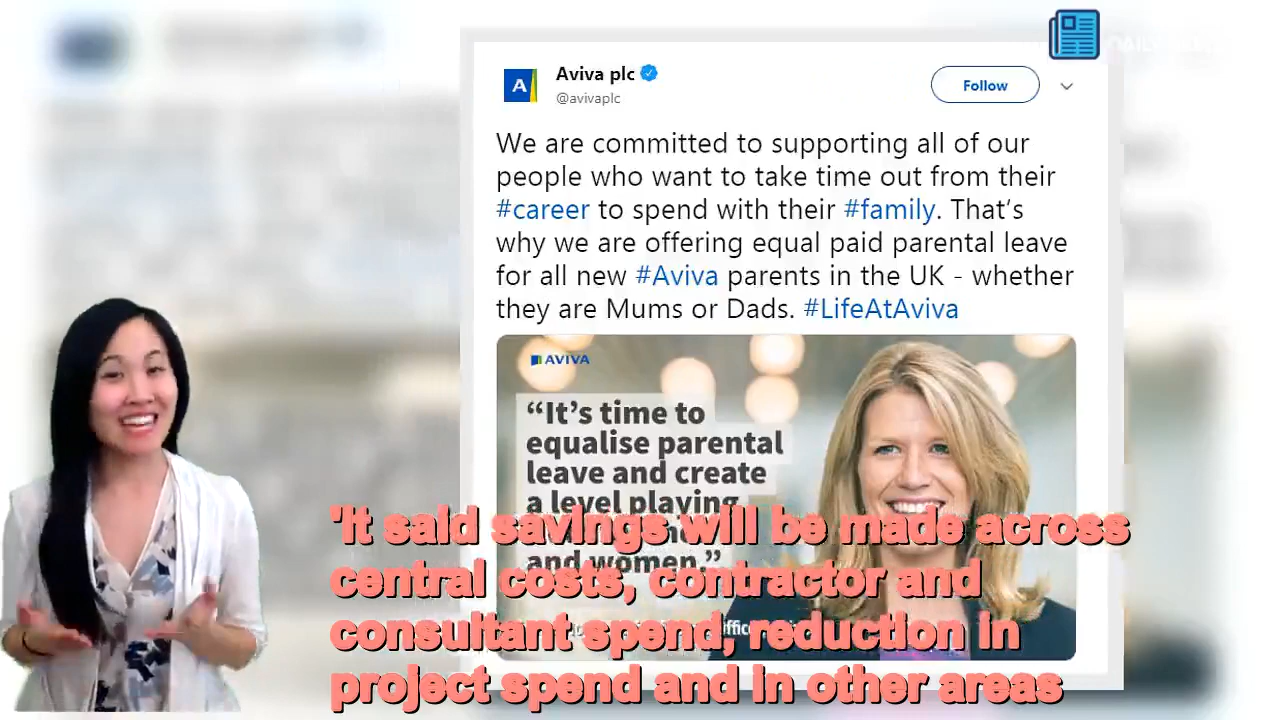 Aviva plc
@avivaplc
Follow
We are committed to supporting all of our
people who want to take time out from their
#career to spend with their #family. That's
why we are offering equal paid parental leave
for all new #Aviva parents in the UK - whether
they are Mums or Dads. #LifeAtAviva
AVIVA
“It’s time to
equalise parental
leave and create
a level playing
and women.”
'It said savings will be made across
central costs, contractor and
consultant spend, reduction in
project spend and in other areas